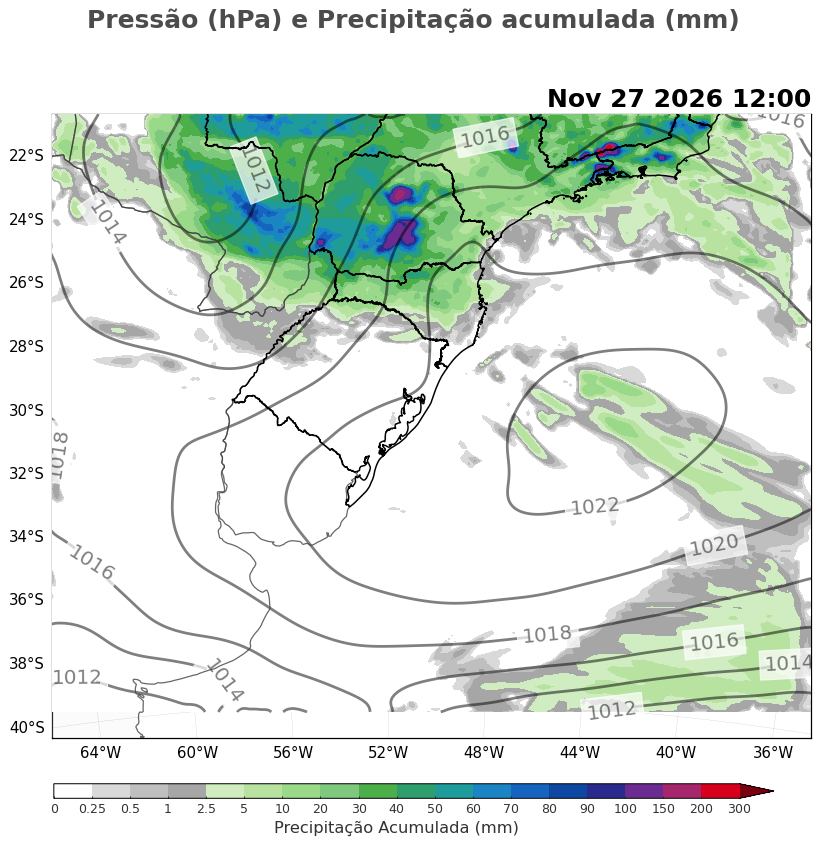 Pressão (hPa) e Precipitação acumulada (mm)
Nov 27 2026 12:00
1016
1016
1012
1014
1018
1022
1020
1016
1018
1016
1014
1014
1012
1012
22°S
24°S
26°S
28°S
30°S
32°S
34°S
36°S
38°S
40°S
64°W 60°W 56°W 52°W 48°W 44°W 40°W 36°W
0 0.25 0.5 1 2.5 5 10 20 30 40 50 60 70 80 90 100 150 200 300
Precipitação Acumulada (mm)